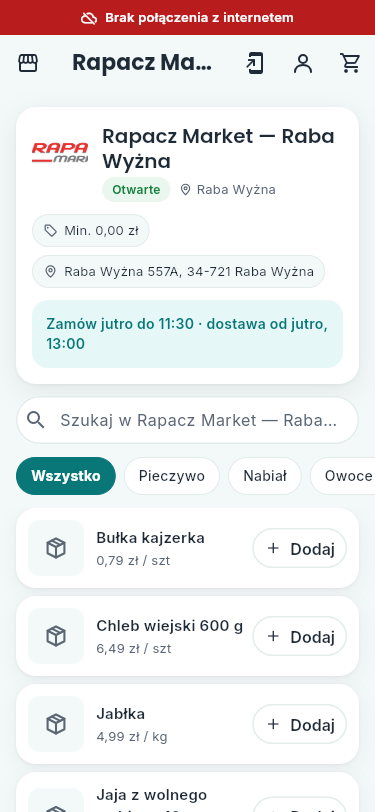 Brak połączenia z internetem
Rapacz Ma...
RAPA
MARI
Rapacz Market — Raba
Wyżna
Otwarte
Raba Wyżna
Min. 0,00 zł
Raba Wyżna 557A, 34-721 Raba Wyżna
Zamów jutro do 11:30 · dostawa od jutro,
13:00
Szukaj w Rapacz Market — Raba...
Wszystko
Pieczywo
Nabiał
Owoce
Bułka kajzerka
0,79 zł / szt
Dodaj
Chleb wiejski 600 g
6,49 zł / szt
Dodaj
Jabłka
4,99 zł / kg
Dodaj
Jaja z wolnego